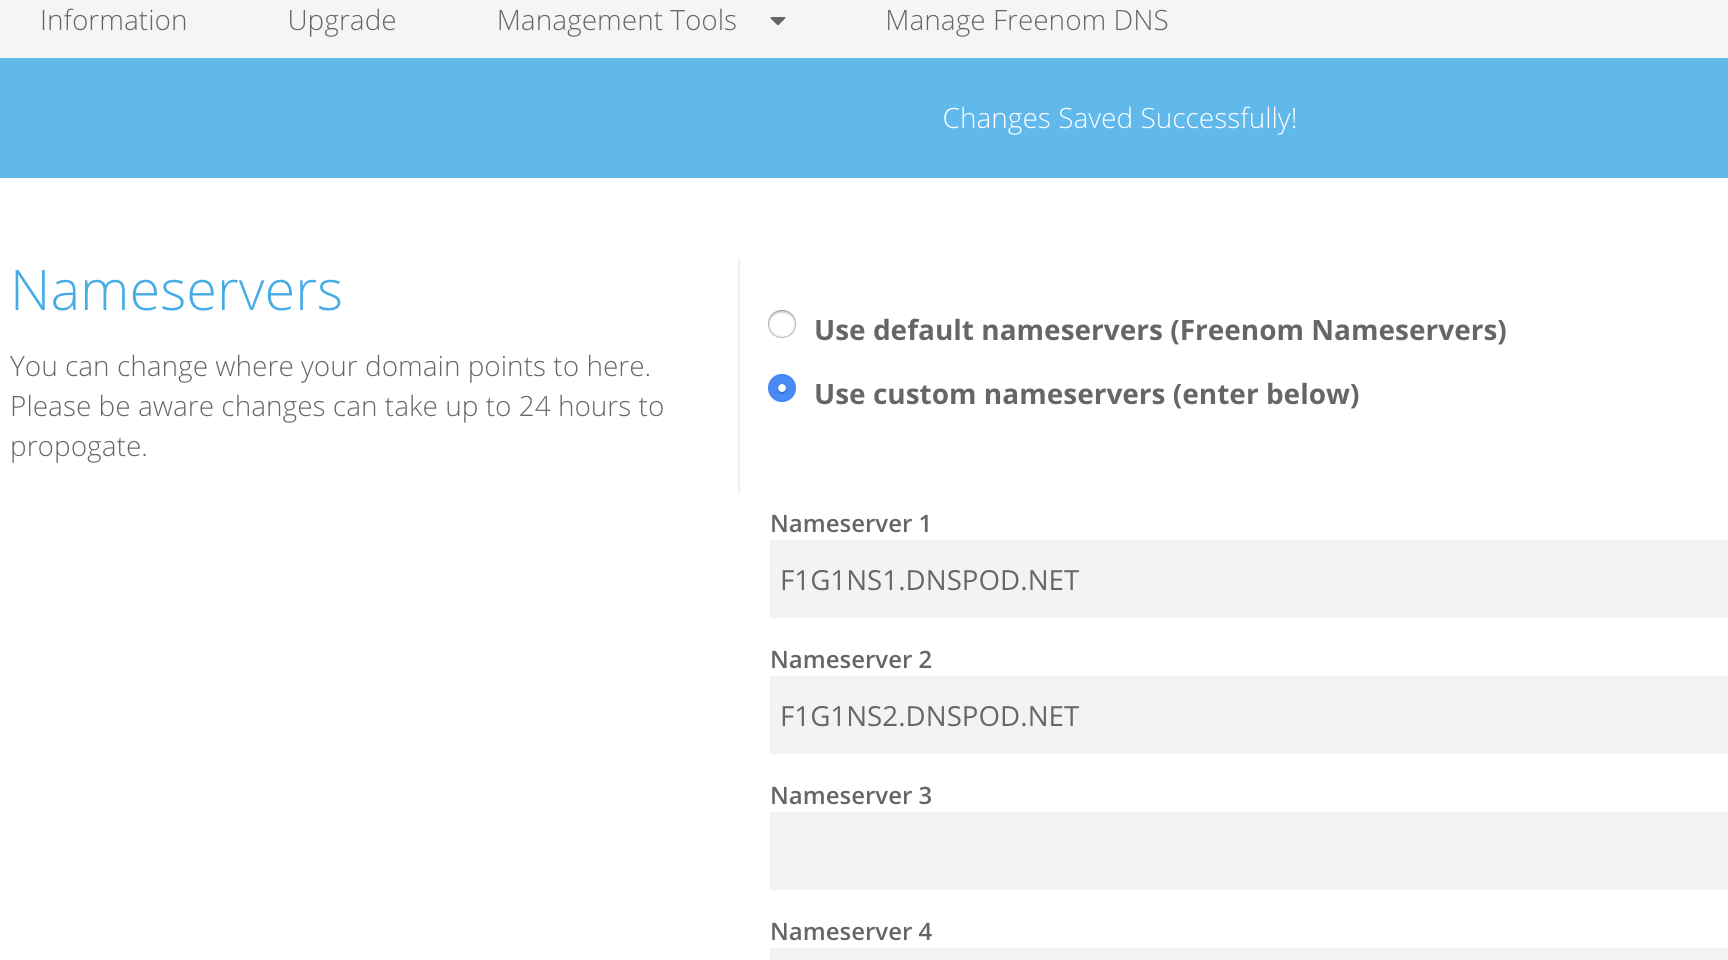 Information
Upgrade
Management Tools
Manage Freenom DNS
Changes Saved Successfully!
Nameservers
You can change where your domain points to here.
Please be aware changes can take up to 24 hours to
propogate.
Use default nameservers (Freenom Nameservers)
Use custom nameservers (enter below)
Nameserver 1
F1G1NS1.DNSPOD.NET
Nameserver 2
F1G1NS2.DNSPOD.NET
Nameserver 3
Nameserver 4